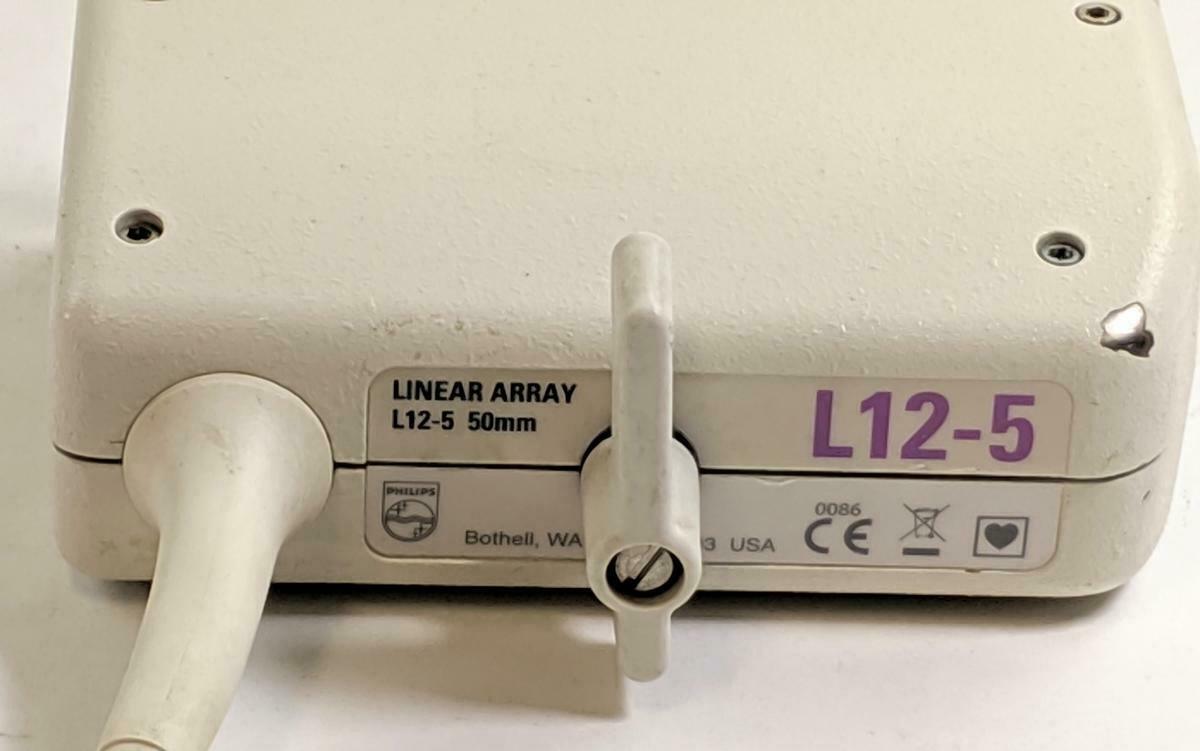 LINEAR ARRAY
L12-5 50mm
L12-5
PHILIPS
Bothell, WA
USA
0086
CE